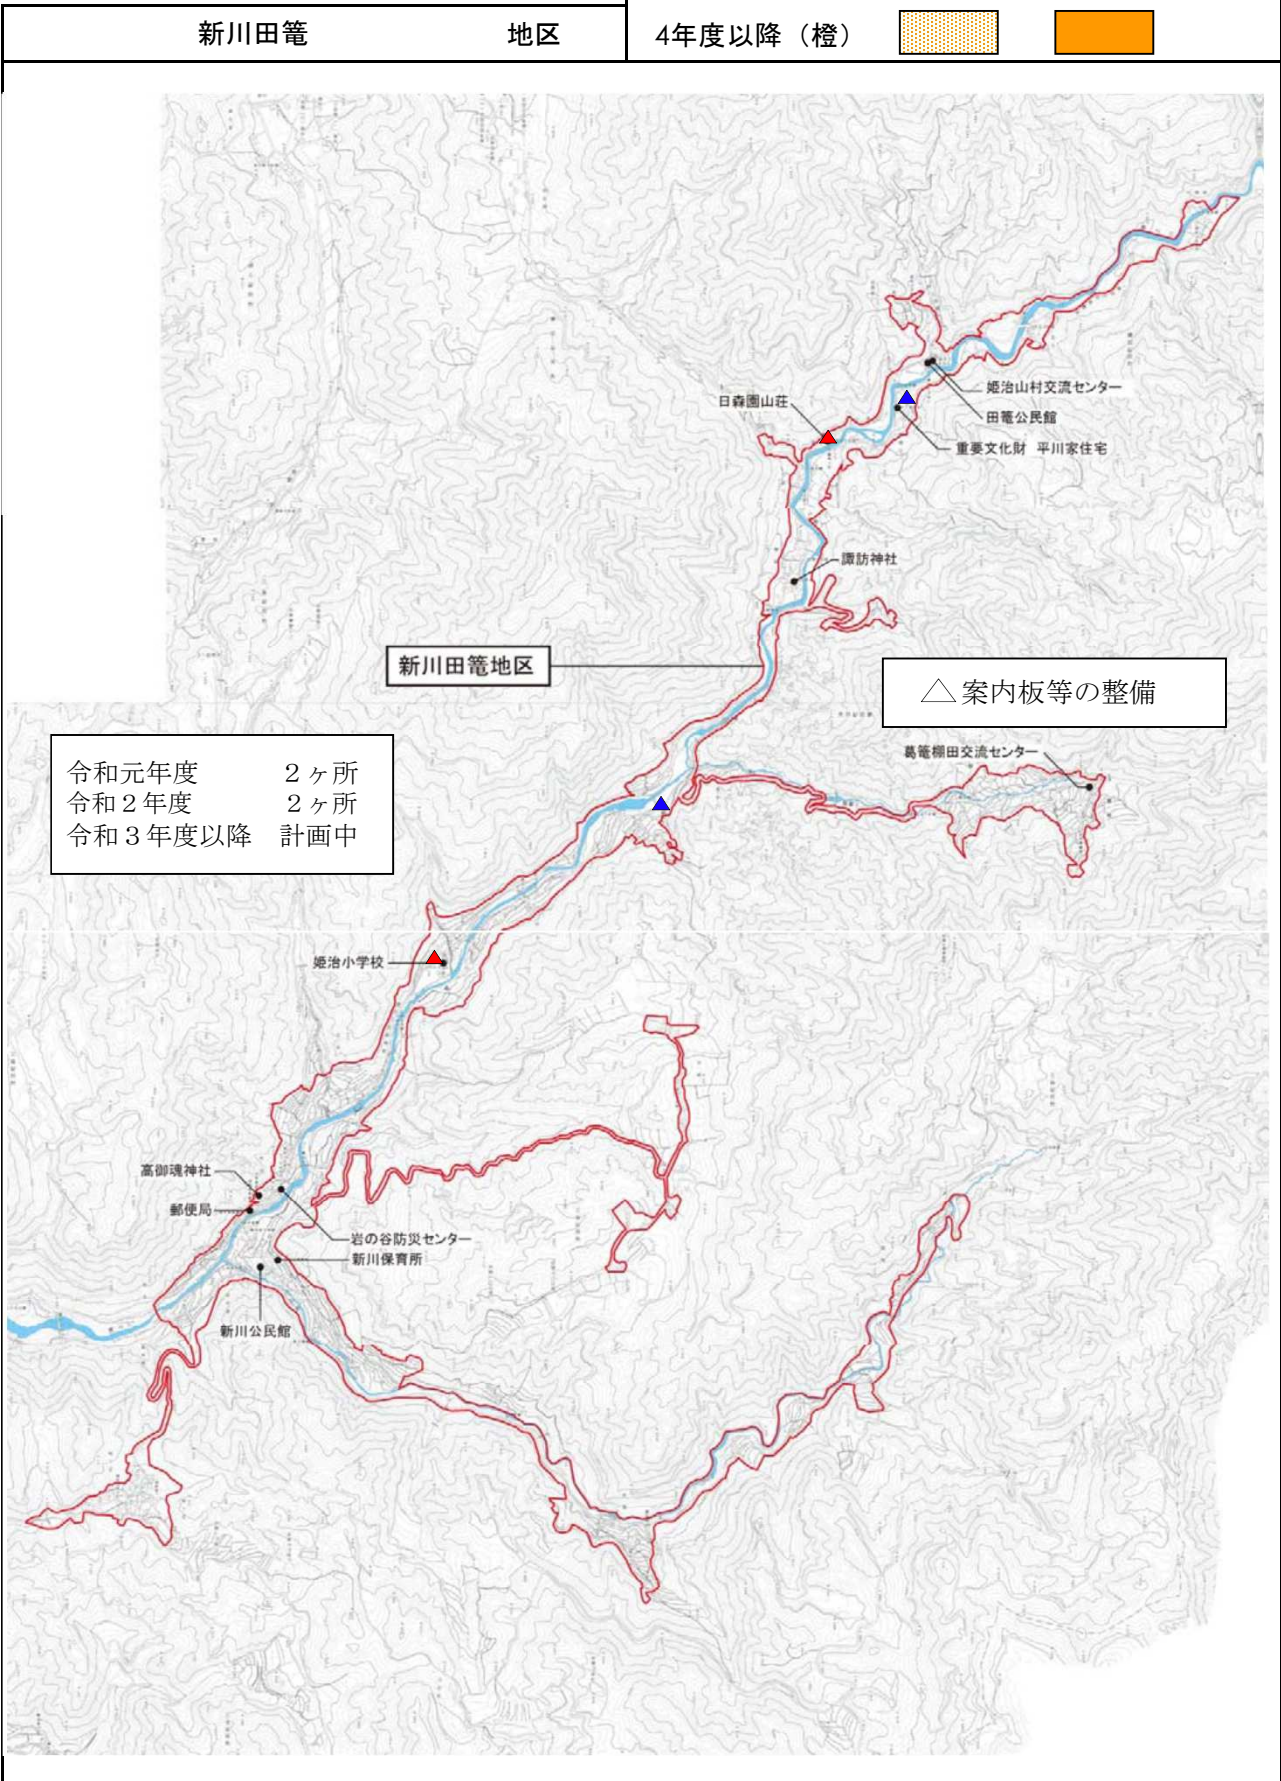 新川田篭 地区 4年度以降（橙）
姫治山村交流センター
日森園山荘
田篭公民館
重要文化財 平川家住宅
諏訪神社
新川田篭地区
△案内板等の整備
葛篭棚田交流センター
令和元年度 ２ヶ所
令和２年度 ２ヶ所
令和３年度以降 計画中
姫治小学校
高御魂神社
郵便局
岩の谷防災センター
新川保育所
新川公民館